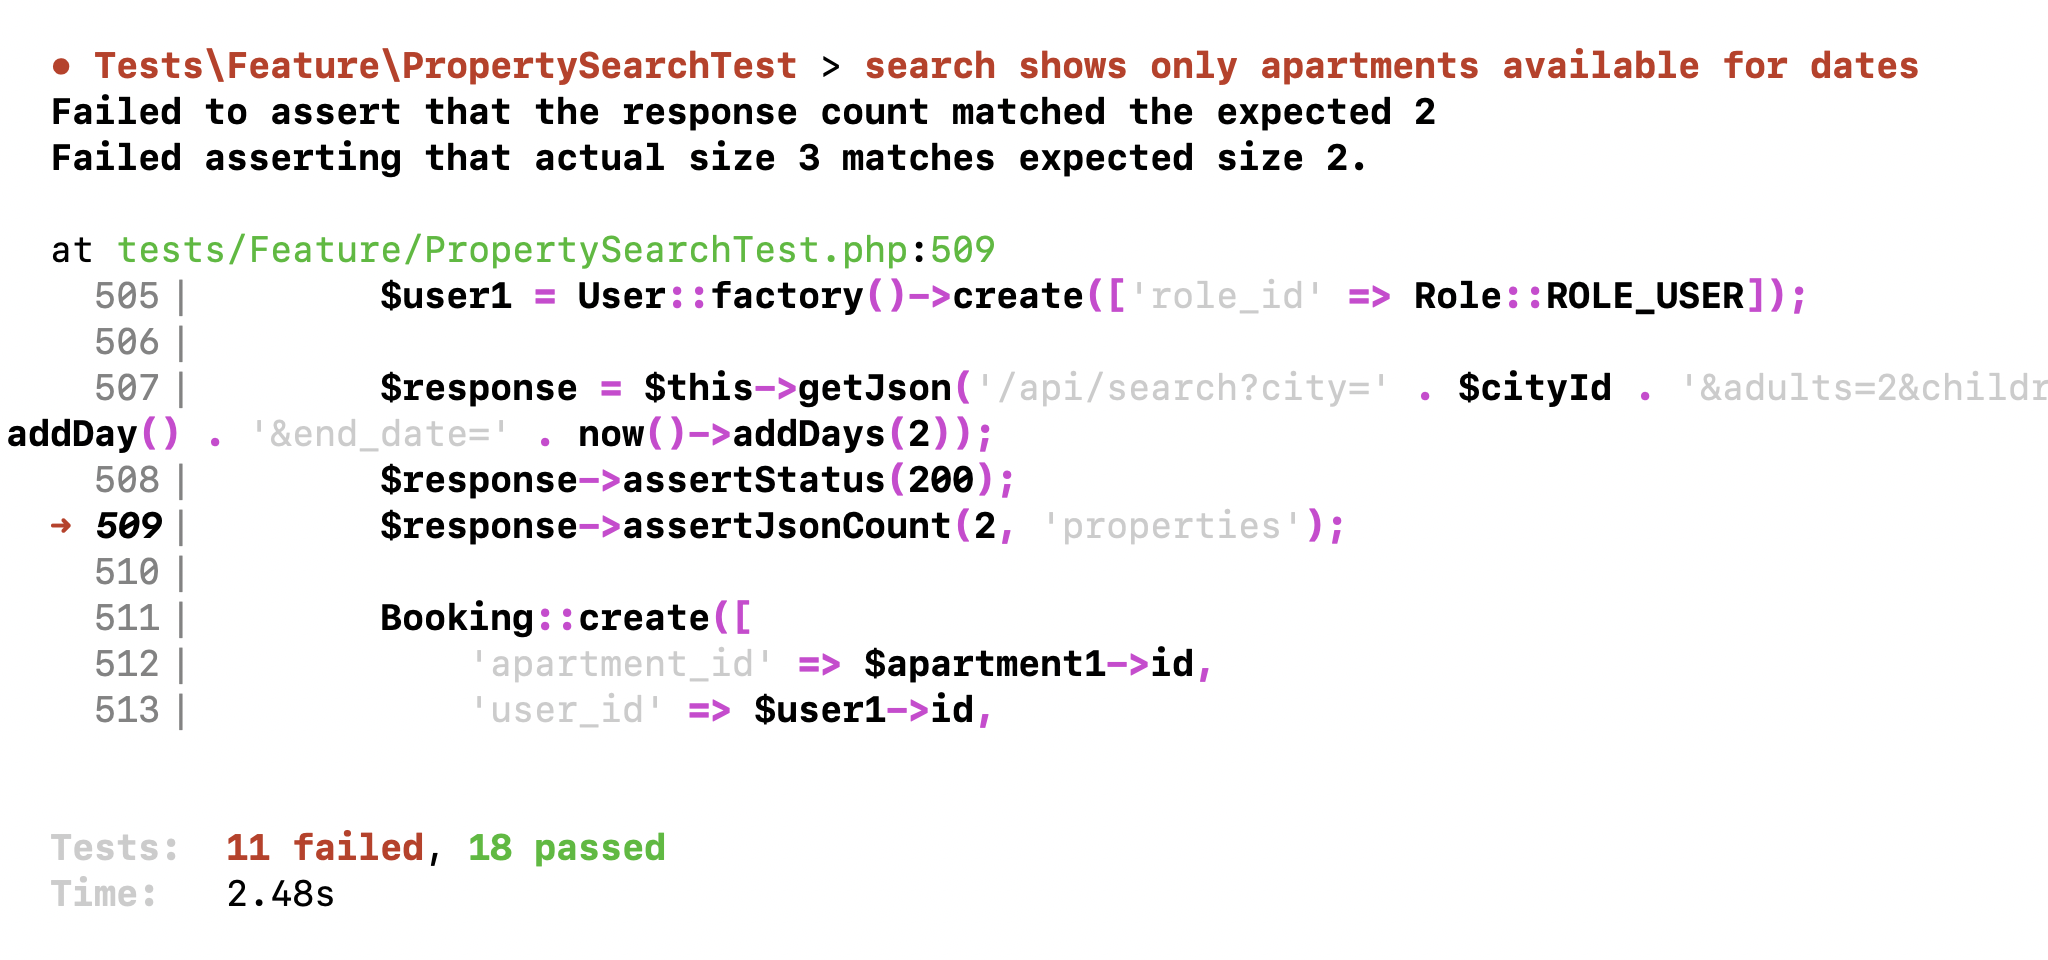 ● Tests\Feature\PropertySearchTest > search shows only apartments available for dates
Failed to assert that the response count matched the expected 2
Failed asserting that actual size 3 matches expected size 2.
at tests/Feature/PropertySearchTest.php:509
505| $user1 = User::factory()->create(['role_id' => Role::ROLE_USER]);
506|
507| $response = $this->getJson('/api/search?city=' . $cityId . '&adults=2&childr
addDay() . '&end_date=' . now()->addDays(2));
508| $response->assertStatus(200);
➜ 509| $response->assertJsonCount(2, 'properties');
510|
511| Booking::create([
512| 'apartment_id' => $apartment1->id,
513| 'user_id' => $user1->id,
Tests: 11 failed, 18 passed
Time: 2.48s